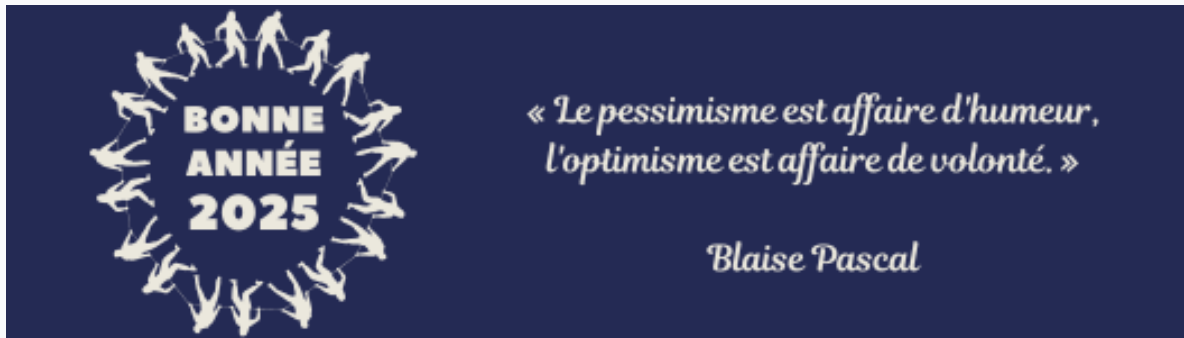 BONNE
ANNÉE
2025
« Le pessimisme est affaire d'humeur,
l'optimisme est affaire de volonté. »
Blaise Pascal